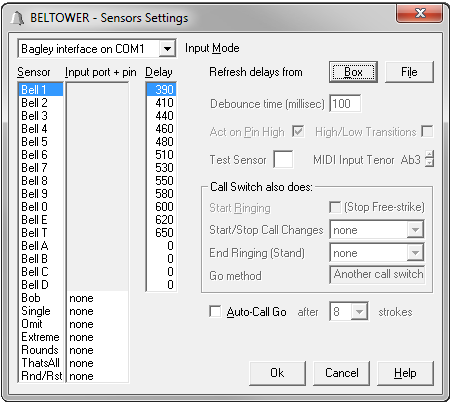 BELTOWER - Sensors Settings
Bagley interface on COM1 Input Mode
Sensor Input port + pin Delay
Refresh delays from Box File
Bell 1 390
Bell 2 410
Bell 3 440
Bell 4 460
Bell 5 480
Bell 6 510
Bell 7 530
Bell 8 550
Bell 9 580
Bell 0 600
Bell E 620
Bell T 650
Bell A 0
Bell B 0
Bell C 0
Bell D 0
Bob none
Single none
Omit none
Extreme none
Rounds none
ThatsAll none
Rnd/Rst none
Debounce time (millisec) 100
Act on Pin High High/Low Transitions
Test Sensor MIDI Input Tenor Ab3
Call Switch also does:
Start Ringing (Stop Free-strike)
Start/Stop Call Changes none
End Ringing (Stand) none
Go method Another call switch
Auto-Call Go after 8 strokes
Ok Cancel Help